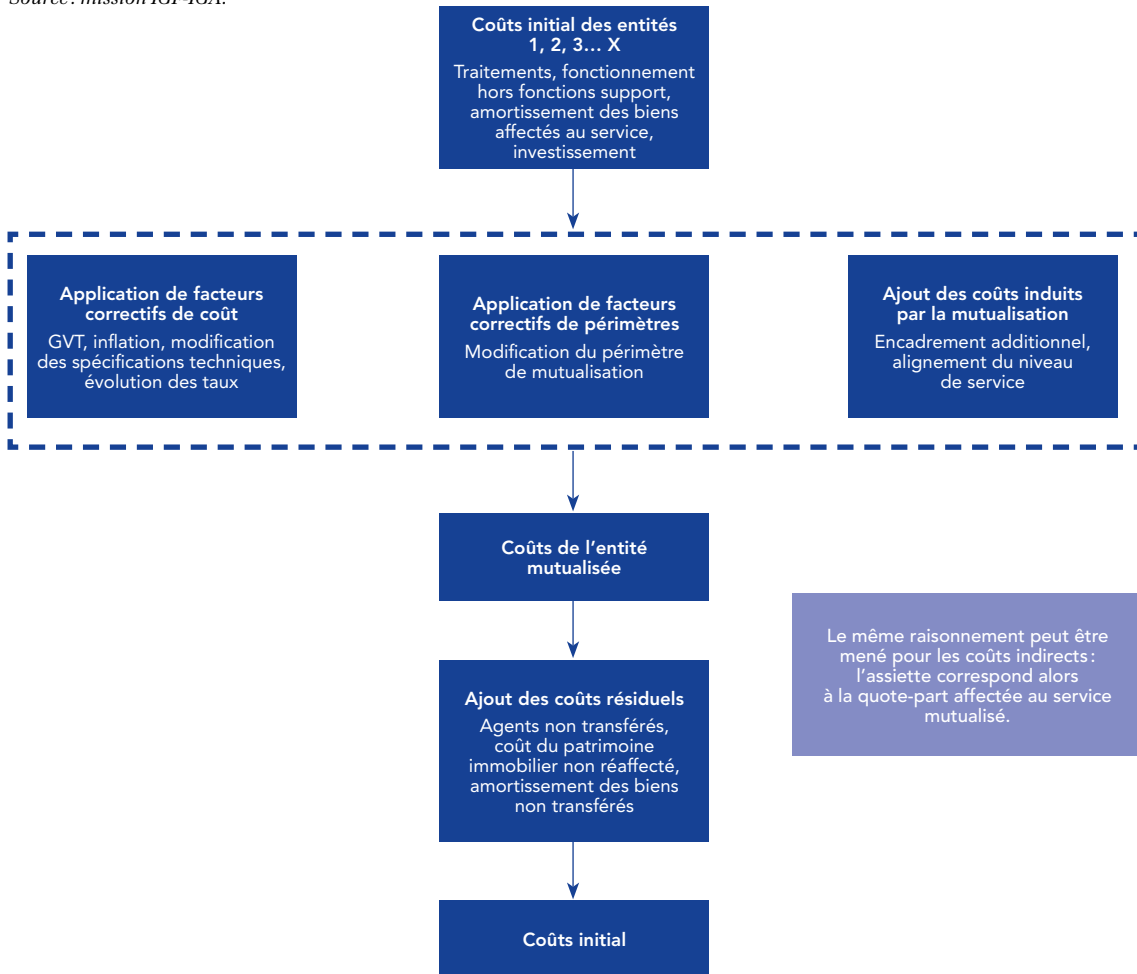 Source : mission IGF-IGA.
Coûts initial des entités
1, 2, 3… X
Traitements, fonctionnement
hors fonctions support,
amortissement des biens
affectés au service,
investissement
Application de facteurs
correctifs de coût
GVT, inflation, modification
des spécifications techniques,
évolution des taux
Application de facteurs
correctifs de périmètres
Modification du périmètre
de mutualisation
Ajout des coûts induits
par la mutualisation
Encadrement additionnel,
alignement du niveau
de service
Coûts de l’entité
mutualisée
Le même raisonnement peut être
mené pour les coûts indirects :
l’assiette correspond alors
à la quote-part affectée au service
mutualisé.
Ajout des coûts résiduels
Agents non transférés,
coût du patrimoine
immobilier non réaffecté,
amortissement des biens
non transférés
Coûts initial